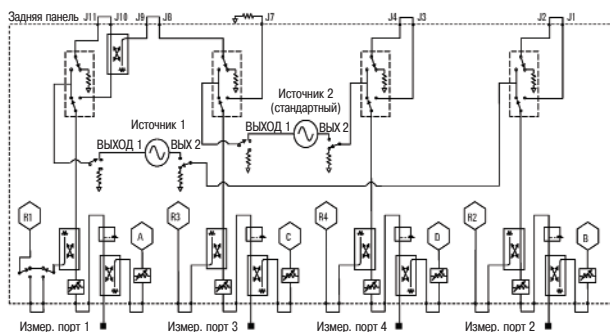 Задняя панель J11 J10 J9 J8 J7 J4 J3 J2 J1
Источник 2
(стандартный)
Источник 1
ВЫХОД 1 ВЫХ 2
ВЫХОД 1 ВЫХ 2
R1 A R3 C R4 D R2 B
Измер. порт 1 Измер. порт 3 Измер. порт 4 Измер. порт 2